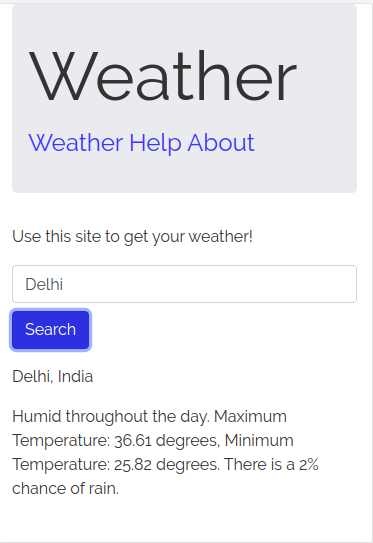 Weather
Weather Help About
Use this site to get your weather!
Delhi
Search
Delhi, India
Humid throughout the day. Maximum
Temperature: 36.61 degrees, Minimum
Temperature: 25.82 degrees. There is a 2%
chance of rain.